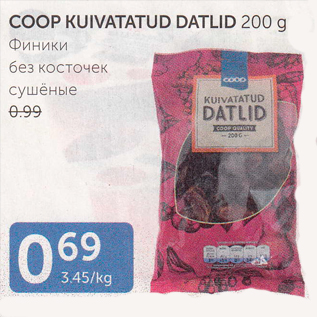 COOP KUIVATATUD DATLID 200 g
Финики
без косточек
сушёные
0.99
0 69
3.45/kg
COOP
KUIVATATUD
DATLID
COOP QUALITY
200 G